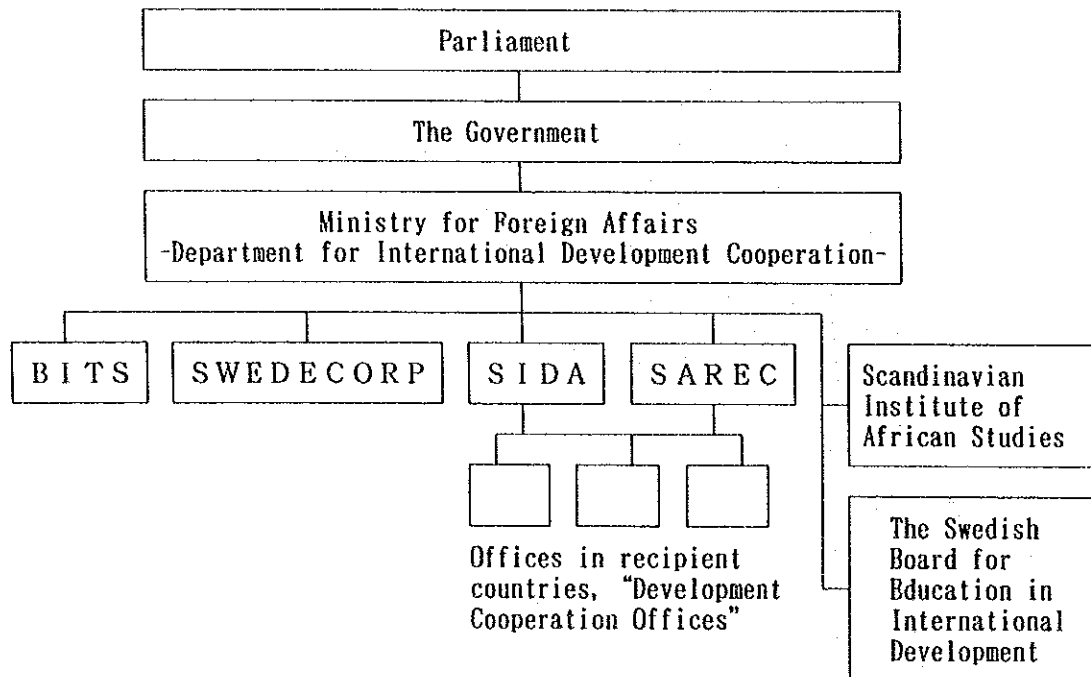 Parliament
The Government
Ministry for Foreign Affairs
-Department for International Development Cooperation-
BITS
SWEDECORP
SIDA
SAREC
Scandinavian
Institute of
African Studies
Offices in recipient
countries, “Development
Cooperation Offices”
The Swedish
Board for
Education in
International
Development